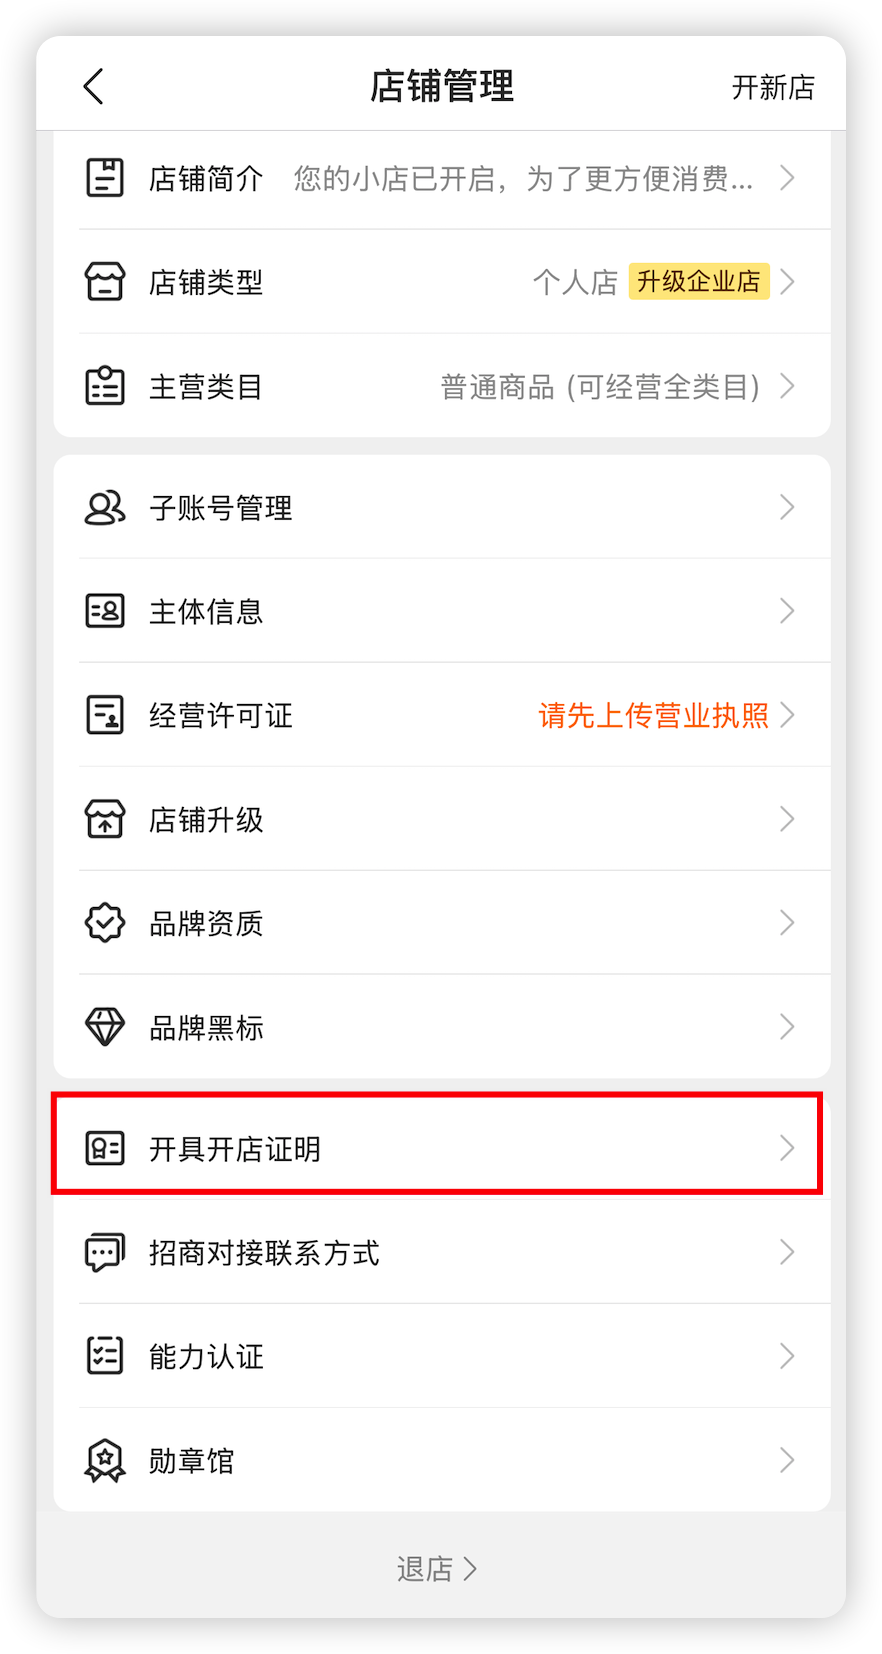 店铺管理
开新店
店铺简介 您的小店已开启，为了更方便消费...
店铺类型 个人店 升级企业店
主营类目 普通商品 (可经营全类目)
子账号管理
主体信息
经营许可证 请先上传营业执照
店铺升级
品牌资质
品牌黑标
开具开店证明
招商对接联系方式
能力认证
勋章馆
退店